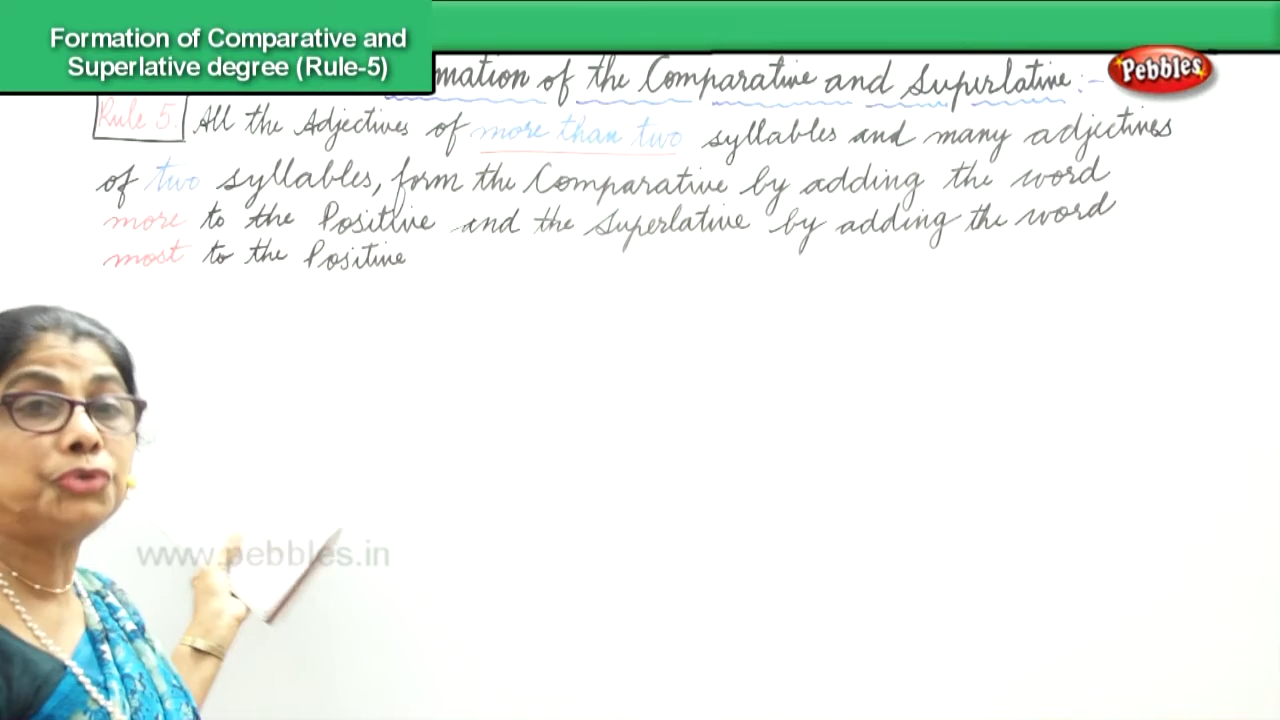 Formation of Comparative and
Superlative degree (Rule-5)
mation of the Comparative and Superlative:-
Pebbles
Rule 5. All the Adjectives of more than two syllables and many adjectives
of two syllables, form the Comparative by adding the word
more to the Positive and the Superlative by adding the word
most to the Positive
www.pebbles.in